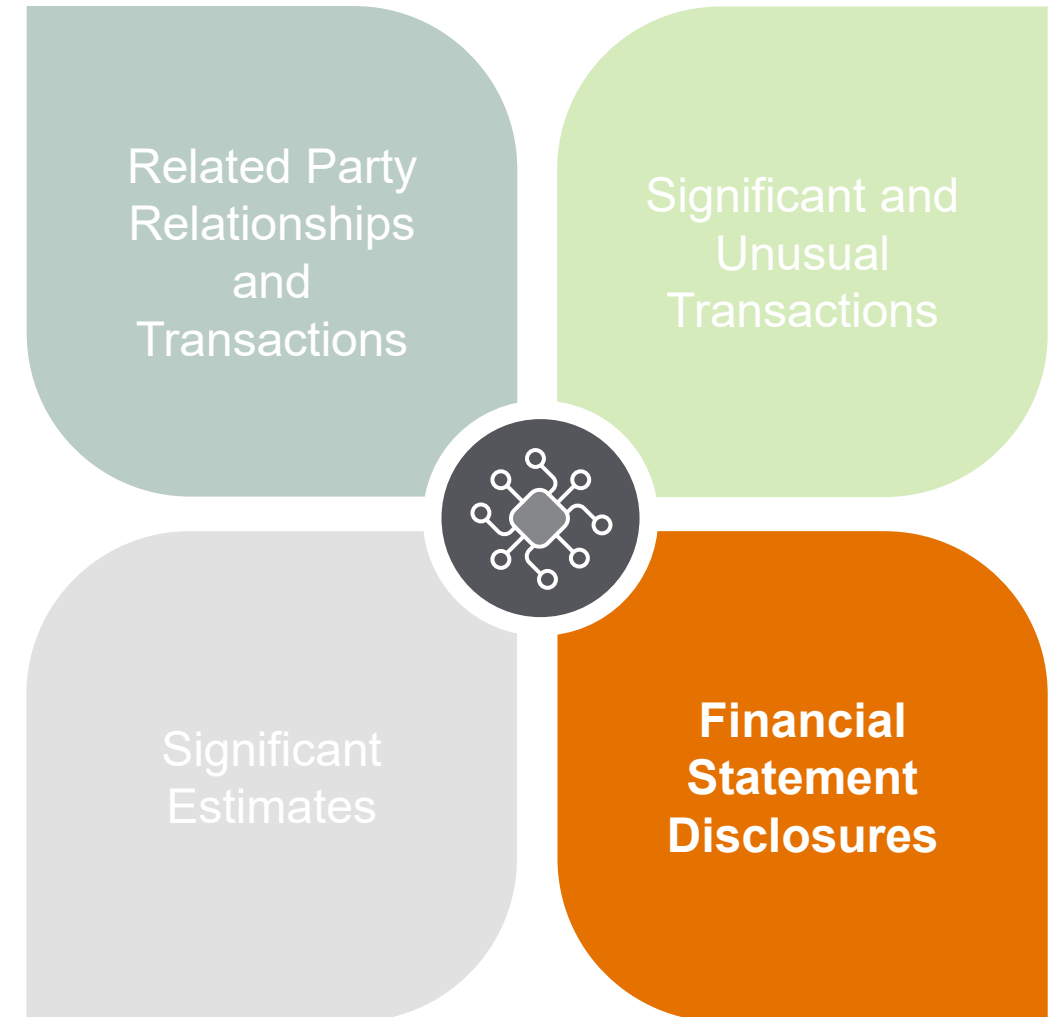 Related Party
Relationships
and
Transactions
Significant and
Unusual
Transactions
Significant
Estimates
Financial
Statement
Disclosures